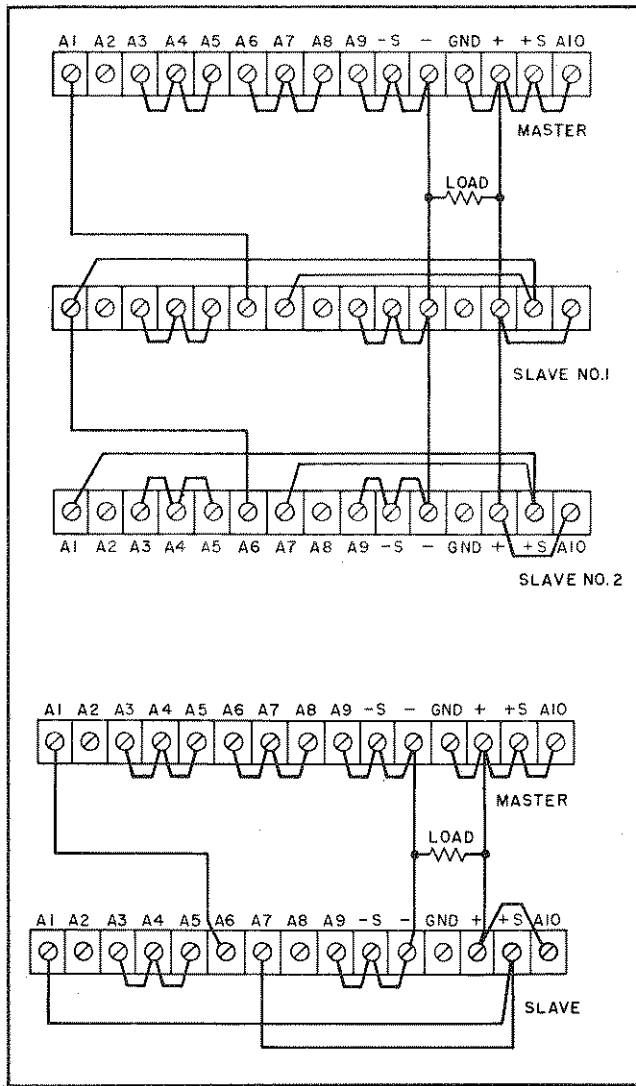 A1 A2 A3 A4 A5 A6 A7 A8 A9 -S - GND + +S A10
MASTER
LOAD
SLAVE NO.1
A1 A2 A3 A4 A5 A6 A7 A8 A9 -S - GND + +S A10
SLAVE NO.2
A1 A2 A3 A4 A5 A6 A7 A8 A9 -S - GND + +S A10
MASTER
LOAD
A1 A2 A3 A4 A5 A6 A7 A8 A9 -S - GND + +S A10
SLAVE